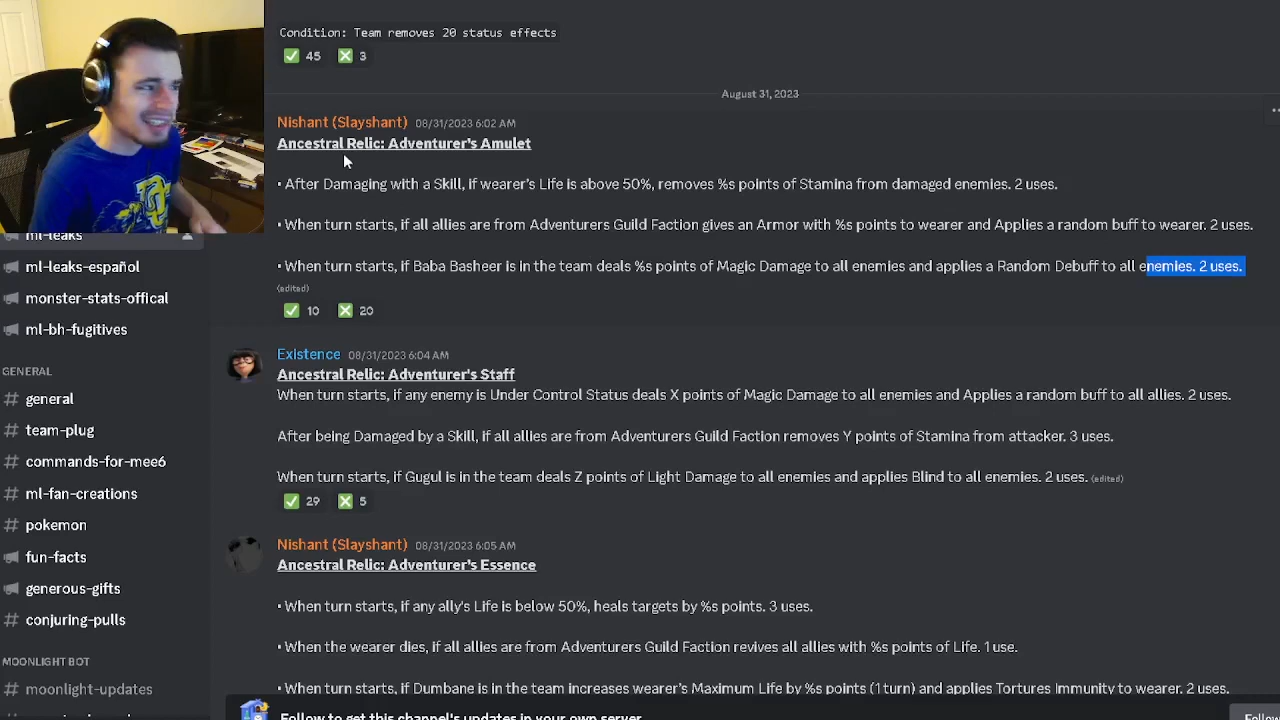 Condition: Team removes 20 status effects
45 3
August 31, 2023
Nishant (Slayshant) 08/31/2023 6:02 AM
Ancestral Relic: Adventurer's Amulet
• After Damaging with a Skill, if wearer's Life is above 50%, removes %s points of Stamina from damaged enemies. 2 uses.
• When turn starts, if all allies are from Adventurers Guild Faction gives an Armor with %s points to wearer and Applies a random buff to wearer. 2 uses.
• When turn starts, if Baba Basheer is in the team deals %s points of Magic Damage to all enemies and applies a Random Debuff to all enemies. 2 uses.
(edited)
10 20
Existence 08/31/2023 6:04 AM
Ancestral Relic: Adventurer's Staff
When turn starts, if any enemy is Under Control Status deals X points of Magic Damage to all enemies and Applies a random buff to all allies. 2 uses.
After being Damaged by a Skill, if all allies are from Adventurers Guild Faction removes Y points of Stamina from attacker. 3 uses.
When turn starts, if Gugul is in the team deals Z points of Light Damage to all enemies and applies Blind to all enemies. 2 uses. (edited)
29 5
Nishant (Slayshant) 08/31/2023 6:05 AM
Ancestral Relic: Adventurer's Essence
• When turn starts, if any ally's Life is below 50%, heals targets by %s points. 3 uses.
• When the wearer dies, if all allies are from Adventurers Guild Faction revives all allies with %s points of Life. 1 use.
• When turn starts, if Dumbane is in the team increases wearer's Maximum Life by %s points (1 turn) and applies Tortures Immunity to wearer. 2 uses.
Follow to get this channel's updates in your own server
Follow
ml-leaks
ml-leaks-español
monster-stats-offical
ml-bh-fugitives
GENERAL
general
team-plug
commands-for-mee6
ml-fan-creations
pokemon
fun-facts
generous-gifts
conjuring-pulls
MOONLIGHT BOT
moonlight-updates